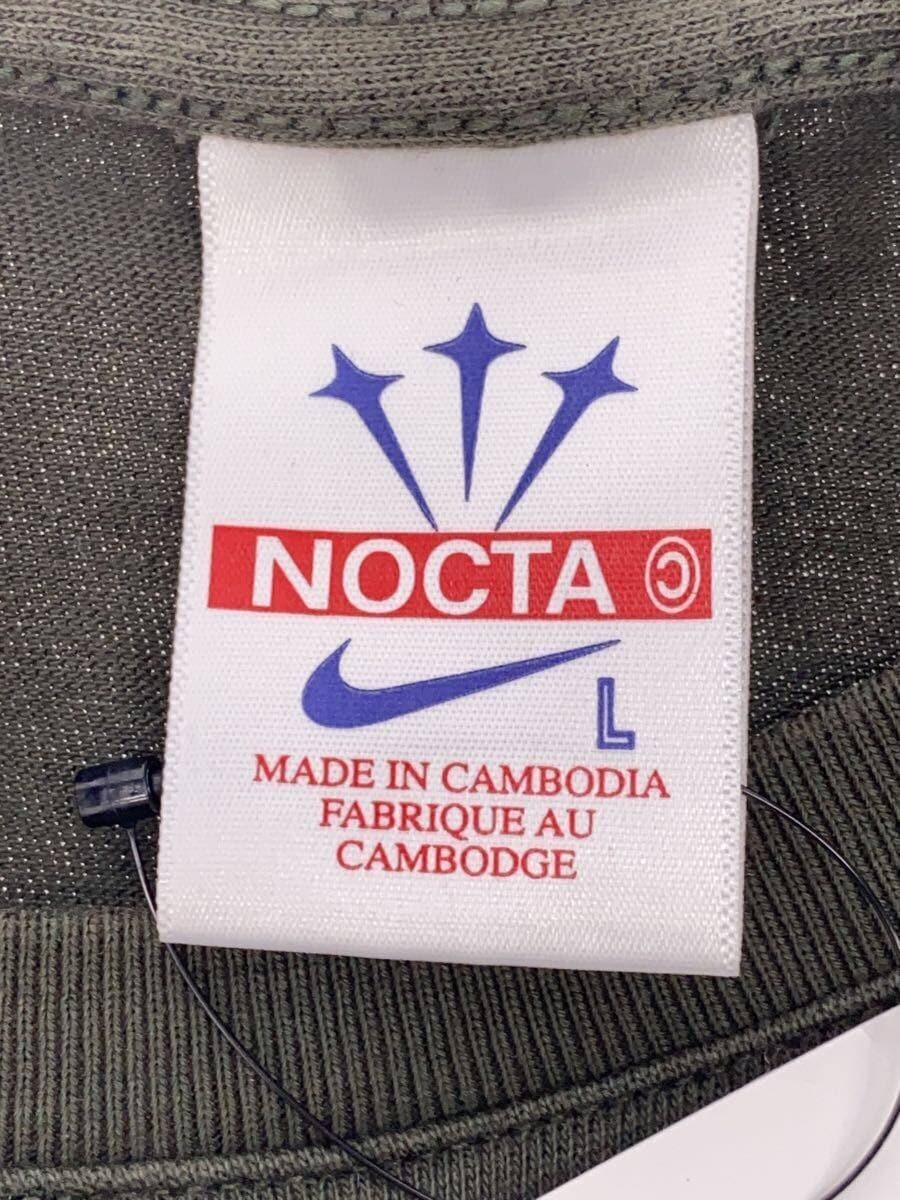 NOCTA 🄯
L
MADE IN CAMBODIA
FABRIQUE AU
CAMBODGE